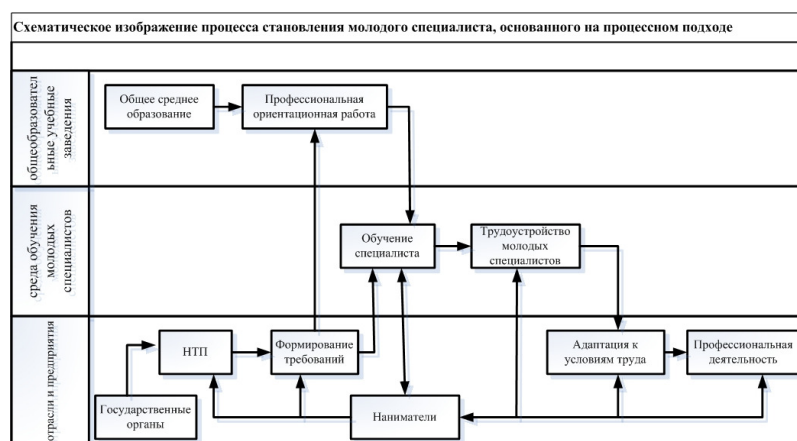 Схематическое изображение процесса становления молодого специалиста, основанного на процессном подходе
общеобразовател
ьные учебные
заведения
Общее среднее
образование
Профессиональная
ориентационная работа
среда обучения
молодых
специалистов
Обучение
специалиста
Трудоустройство
молодых
специалистов
отрасли и предприятия
НТП
Формирование
требований
Адаптация к
условиям труда
Профессиональная
деятельность
Государственные
органы
Наниматели